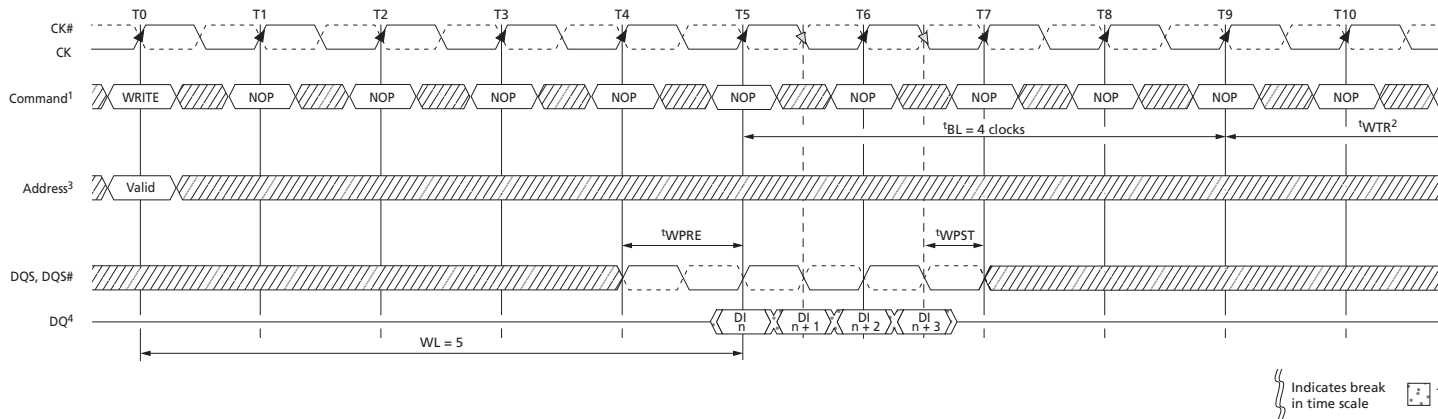 T0 T1 T2 T3 T4 T5 T6 T7 T8 T9 T10
CK#
CK
Command¹ WRITE NOP NOP NOP NOP NOP NOP NOP NOP NOP NOP
ᵗBL = 4 clocks ᵗWTR²
Address³ Valid
ᵗWPRE ᵗWPST
DQS, DQS#
DQ⁴ DI n DI n + 1 DI n + 2 DI n + 3
WL = 5
Indicates break
in time scale